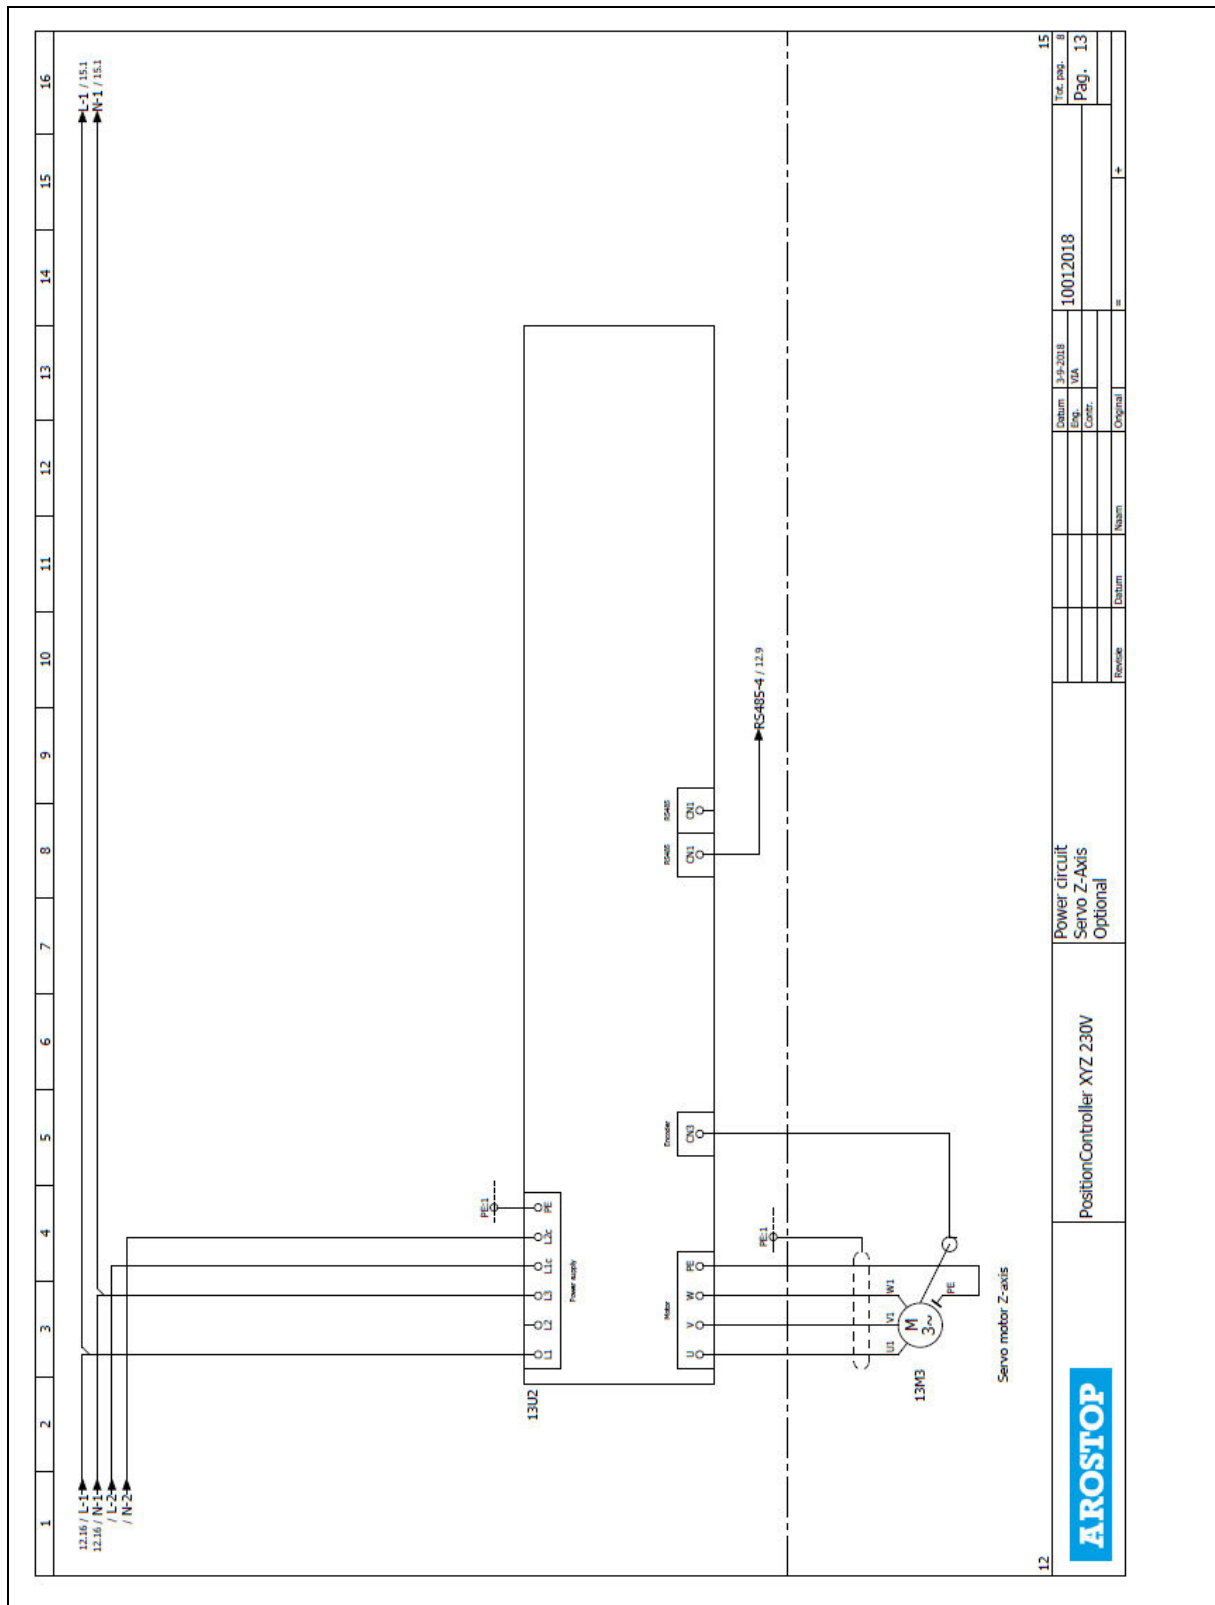 1 2 3 4 5 6 7 8 9 10 11 12 13 14 15 16
12.16 / L-1
12.16 / N-1
/ L-2
/ N-2
L-1 / 15.1
N-1 / 15.1
PE:1
L1 L2 L3 L1c L2c PE
Power supply
13U2
Motor
Encoder
RS485
RS485
U V W PE
CN3
CN1
CN1
RS485-4 / 12.9
PE:1
U1 V1 W1
M
3~
PE
13M3
Servo motor Z-axis
12
15
AROSTOP
PositionController XYZ 230V
Power circuit
Servo Z-Axis
Optional
Revisie Datum Naam Original
Datum 3-9-2018
Eng. VIA
Contr.
10012018
= +
Tot. pag. 8
Pag. 13